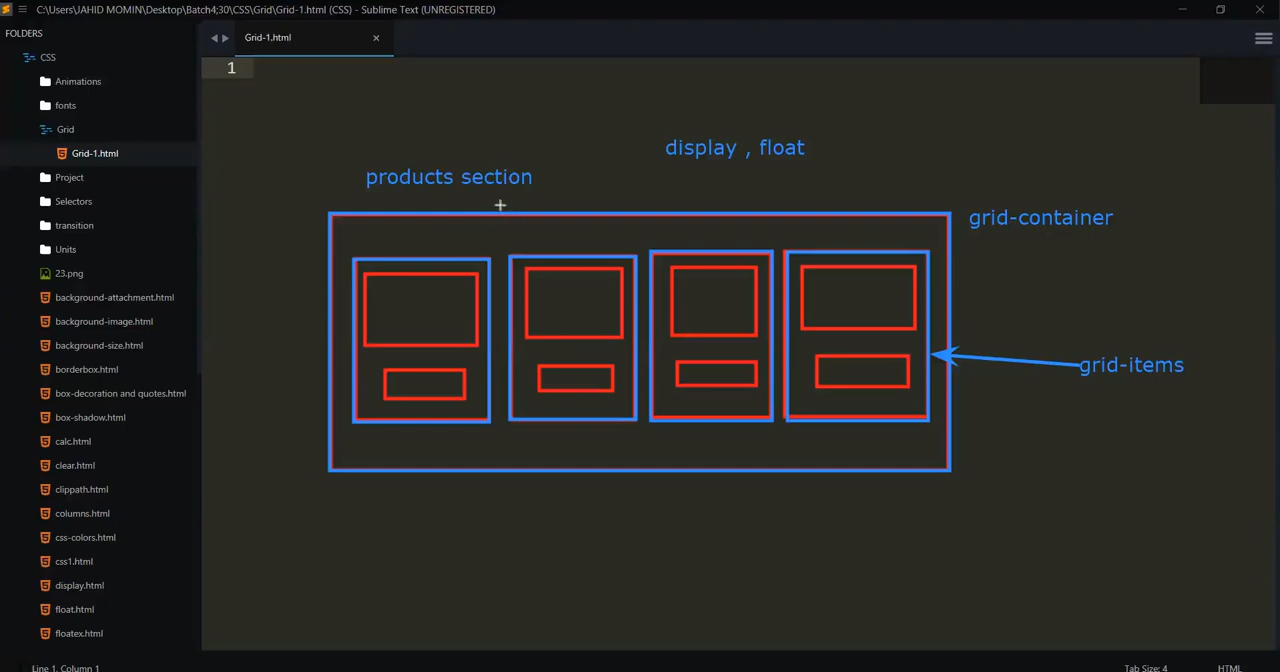 C:\Users\JAHID MOMIN\Desktop\Batch4;30\CSS\Grid\Grid-1.html (CSS) - Sublime Text (UNREGISTERED)
FOLDERS
CSS
Animations
fonts
Grid
Grid-1.html
Project
Selectors
transition
Units
23.png
background-attachment.html
background-image.html
background-size.html
borderbox.html
box-decoration and quotes.html
box-shadow.html
calc.html
clear.html
clippath.html
columns.html
css-colors.html
css1.html
display.html
float.html
floatex.html
Grid-1.html
1
display , float
products section
grid-container
grid-items
Line 1, Column 1
Tab Size: 4
HTML